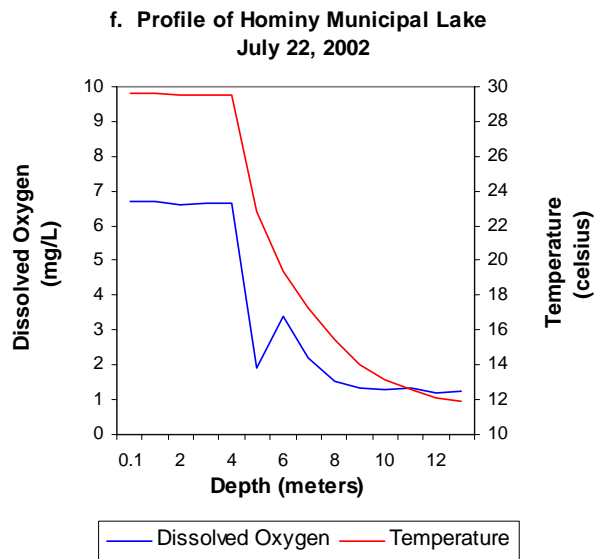 f. Profile of Hominy Municipal Lake
July 22, 2002
10
9
8
7
6
5
4
3
2
1
0
Dissolved Oxygen
(mg/L)
30
28
26
24
22
20
18
16
14
12
10
Temperature
(celsius)
0.1 2 4 6 8 10 12
Depth (meters)
Dissolved Oxygen Temperature